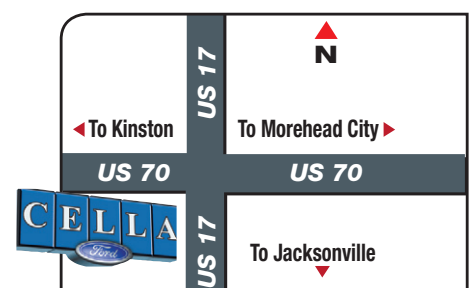 US 17
N
To Kinston
To Morehead City
US 70
US 70
CELLA
Ford
US 17
To Jacksonville